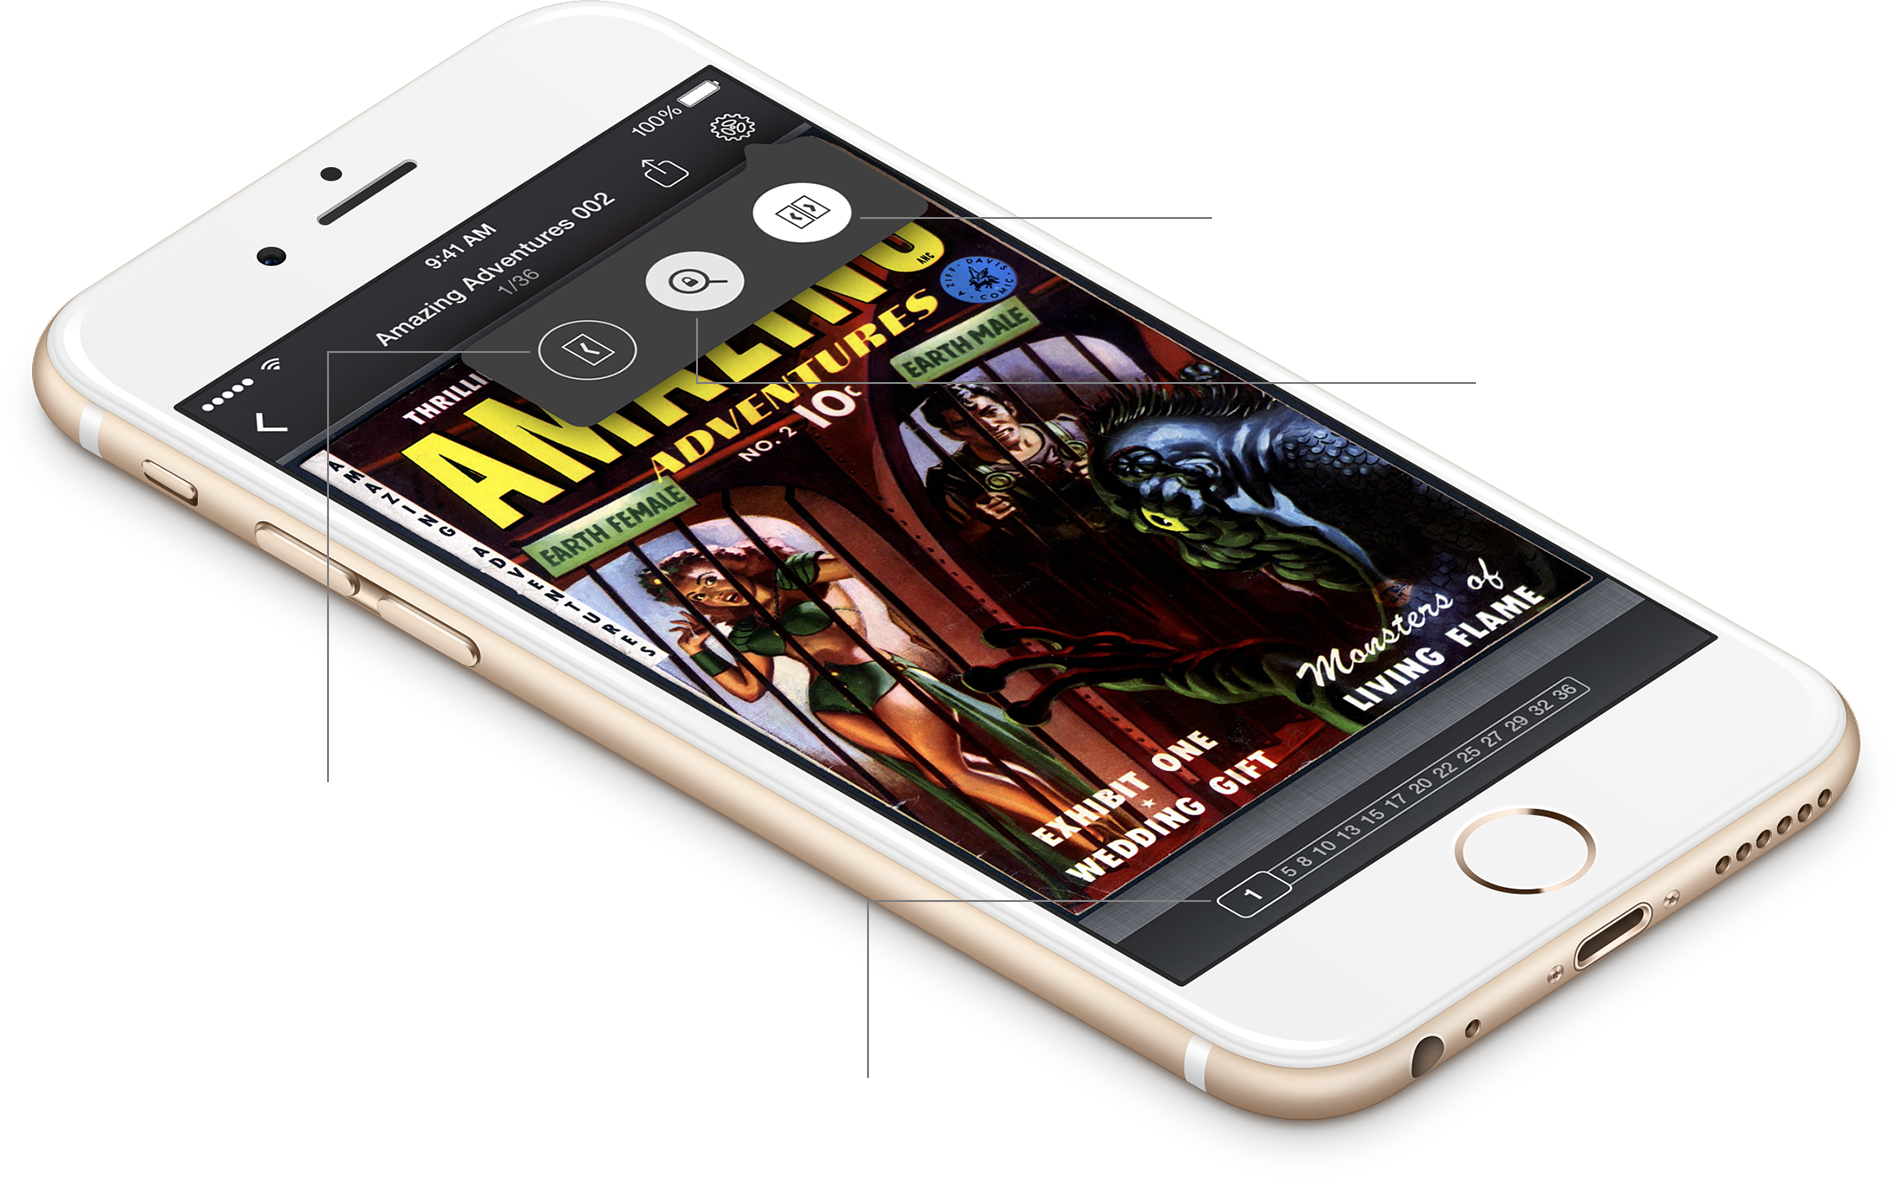 100%
9:41 AM
Amazing Adventures 002
1/36
THRILLI
AMAZING
ADVENTURES
ANC
A ZIFF-DAVIS COMIC
NO. 2 10¢
AMAZING ADVENTURES
EARTH MALE
EARTH FEMALE
Monsters of
LIVING FLAME
EXHIBIT ONE
WEDDING GIFT
1 5 8 10 13 15 17 20 22 25 27 29 32 36